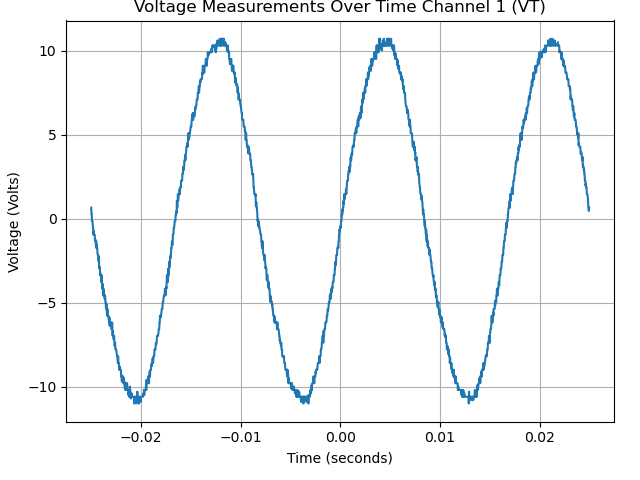 Voltage Measurements Over Time Channel 1 (VT)
10
5
0
−5
−10
Voltage (Volts)
−0.02 −0.01 0.00 0.01 0.02
Time (seconds)